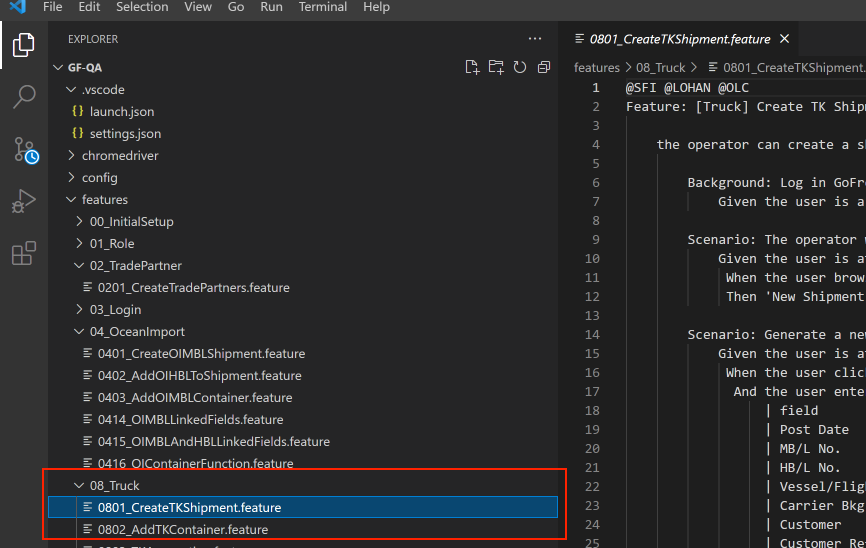 File Edit Selection View Go Run Terminal Help
EXPLORER ...
GF-QA
.vscode
{} launch.json
{} settings.json
chromedriver
config
features
00_InitialSetup
01_Role
02_TradePartner
0201_CreateTradePartners.feature
03_Login
04_OceanImport
0401_CreateOIMBLShipment.feature
0402_AddOIHBLToShipment.feature
0403_AddOIMBLContainer.feature
0414_OIMBLLinkedFields.feature
0415_OIMBLAndHBLLinkedFields.feature
0416_OIContainerFunction.feature
08_Truck
0801_CreateTKShipment.feature
0802_AddTKContainer.feature
0801_CreateTKShipment.feature
features > 08_Truck > 0801_CreateTKShipment.
1 @SFI @LOHAN @OLC
2 Feature: [Truck] Create TK Ship
3
4 the operator can create a s
5
6 Background: Log in GoFr
7 Given the user is a
8
9 Scenario: The operator
10 Given the user is a
11 When the user brow
12 Then 'New Shipment
13
14 Scenario: Generate a ne
15 Given the user is a
16 When the user clic
17 And the user ente
18 | field
19 | Post Date
20 | MB/L No.
21 | HB/L No.
22 | Vessel/Flig
23 | Carrier Bkg
24 | Customer
25 | Customer Re